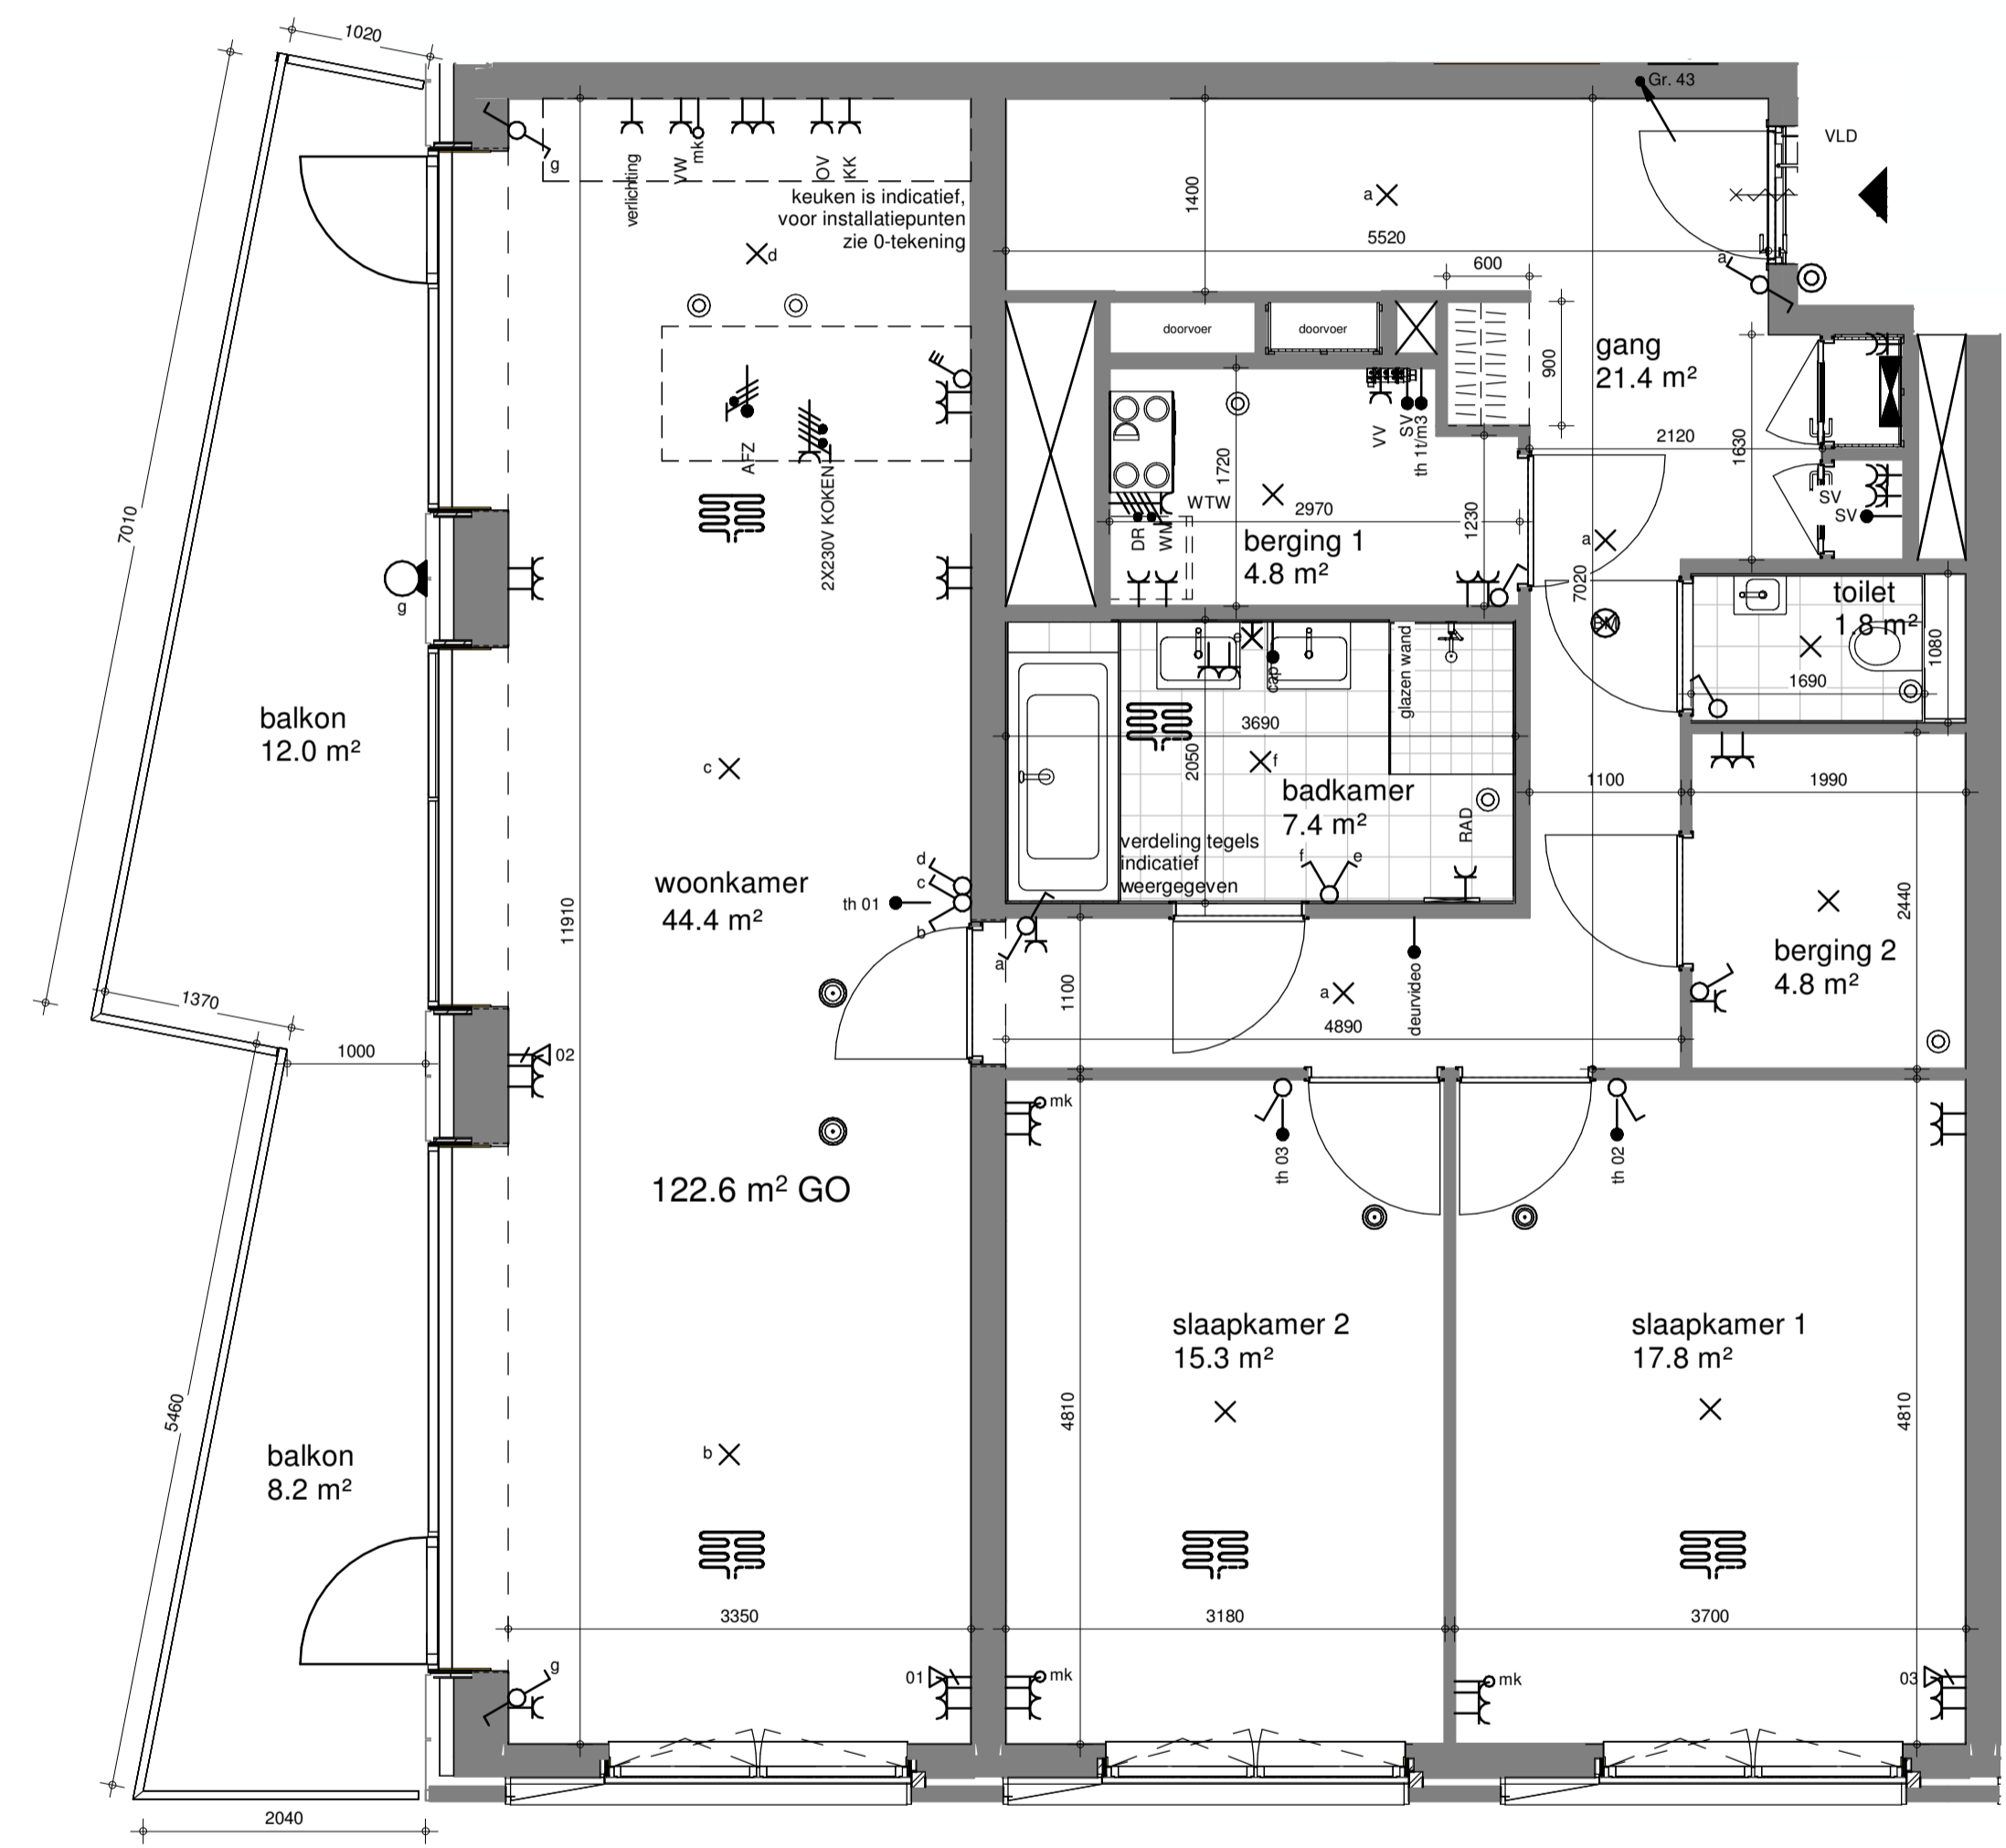 1020
Gr. 43
VLD
g
verlichting
VW
mk
OV
KK
keuken is indicatief,
voor installatiepunten
zie 0-tekening
d
1400
a
5520
a
600
doorvoer
doorvoer
900
gang
21.4 m²
2120
1630
7010
AFZ
2X230V KOKEN
1720
VV
SV
th 1t/m3
WTW
2970
1230
DR
WM
berging 1
4.8 m²
a
7020
SV
SV
g
toilet
1.8 m²
1080
1690
e
cap
glazen wand
balkon
12.0 m²
c
3690
2050
f
badkamer
7.4 m²
RAD
1100
1990
verdeling tegels
indicatief
weergegeven
f
e
woonkamer
44.4 m²
11910
d
c
th 01
b
a
2440
berging 2
4.8 m²
1370
1000
02
1100
a
4890
deurvideo
mk
th 03
th 02
122.6 m² GO
slaapkamer 2
15.3 m²
slaapkamer 1
17.8 m²
5460
4810
4810
balkon
8.2 m²
b
3350
3180
3700
g
01
mk
mk
03
2040